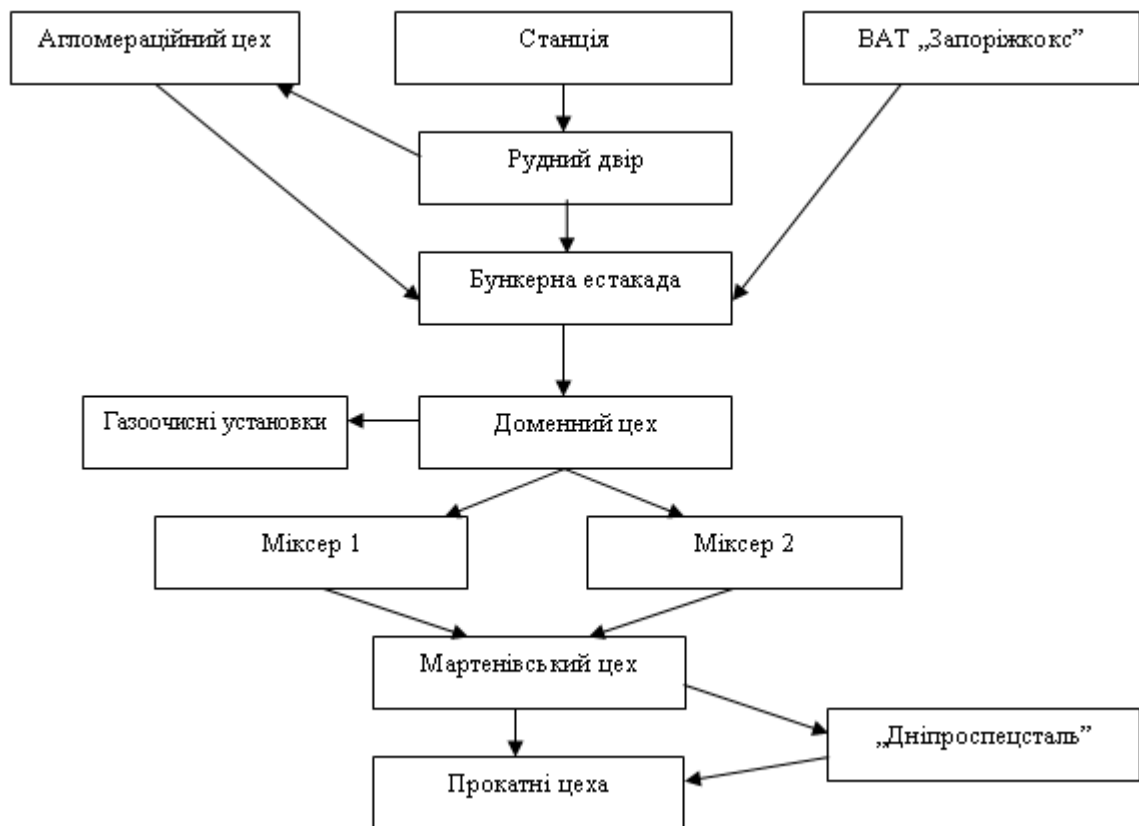 Агломераційний цех
Станція
ВАТ „Запоріжкокс”
Рудний двір
Бункерна естакада
Газоочисні установки
Доменний цех
Міксер 1
Міксер 2
Мартенівський цех
„Дніпроспецсталь”
Прокатні цеха